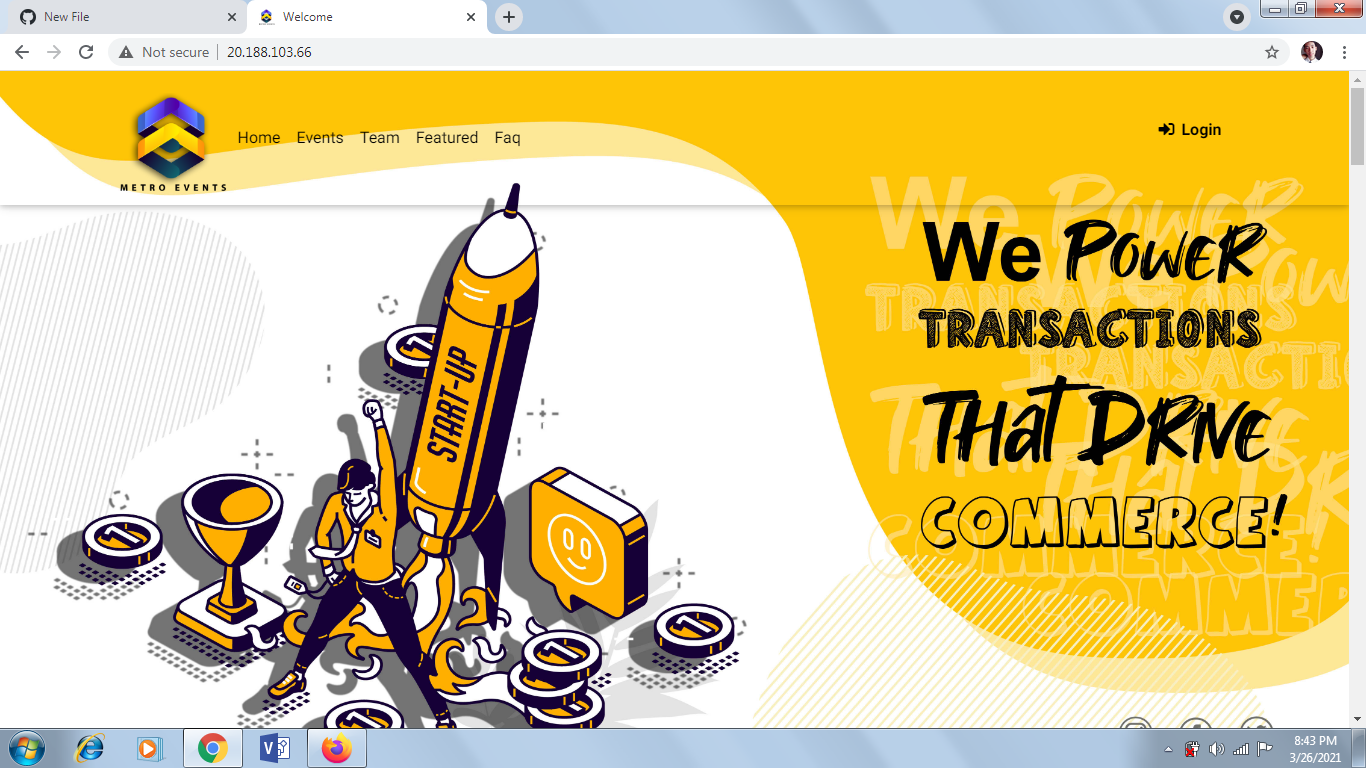 New File
Welcome
Not secure
20.188.103.66
METRO EVENTS
Home Events Team Featured Faq
Login
We POWER
TRANSACTIONS
THAT DRIVE
COMMERCE!
START-UP
8:43 PM
3/26/2021